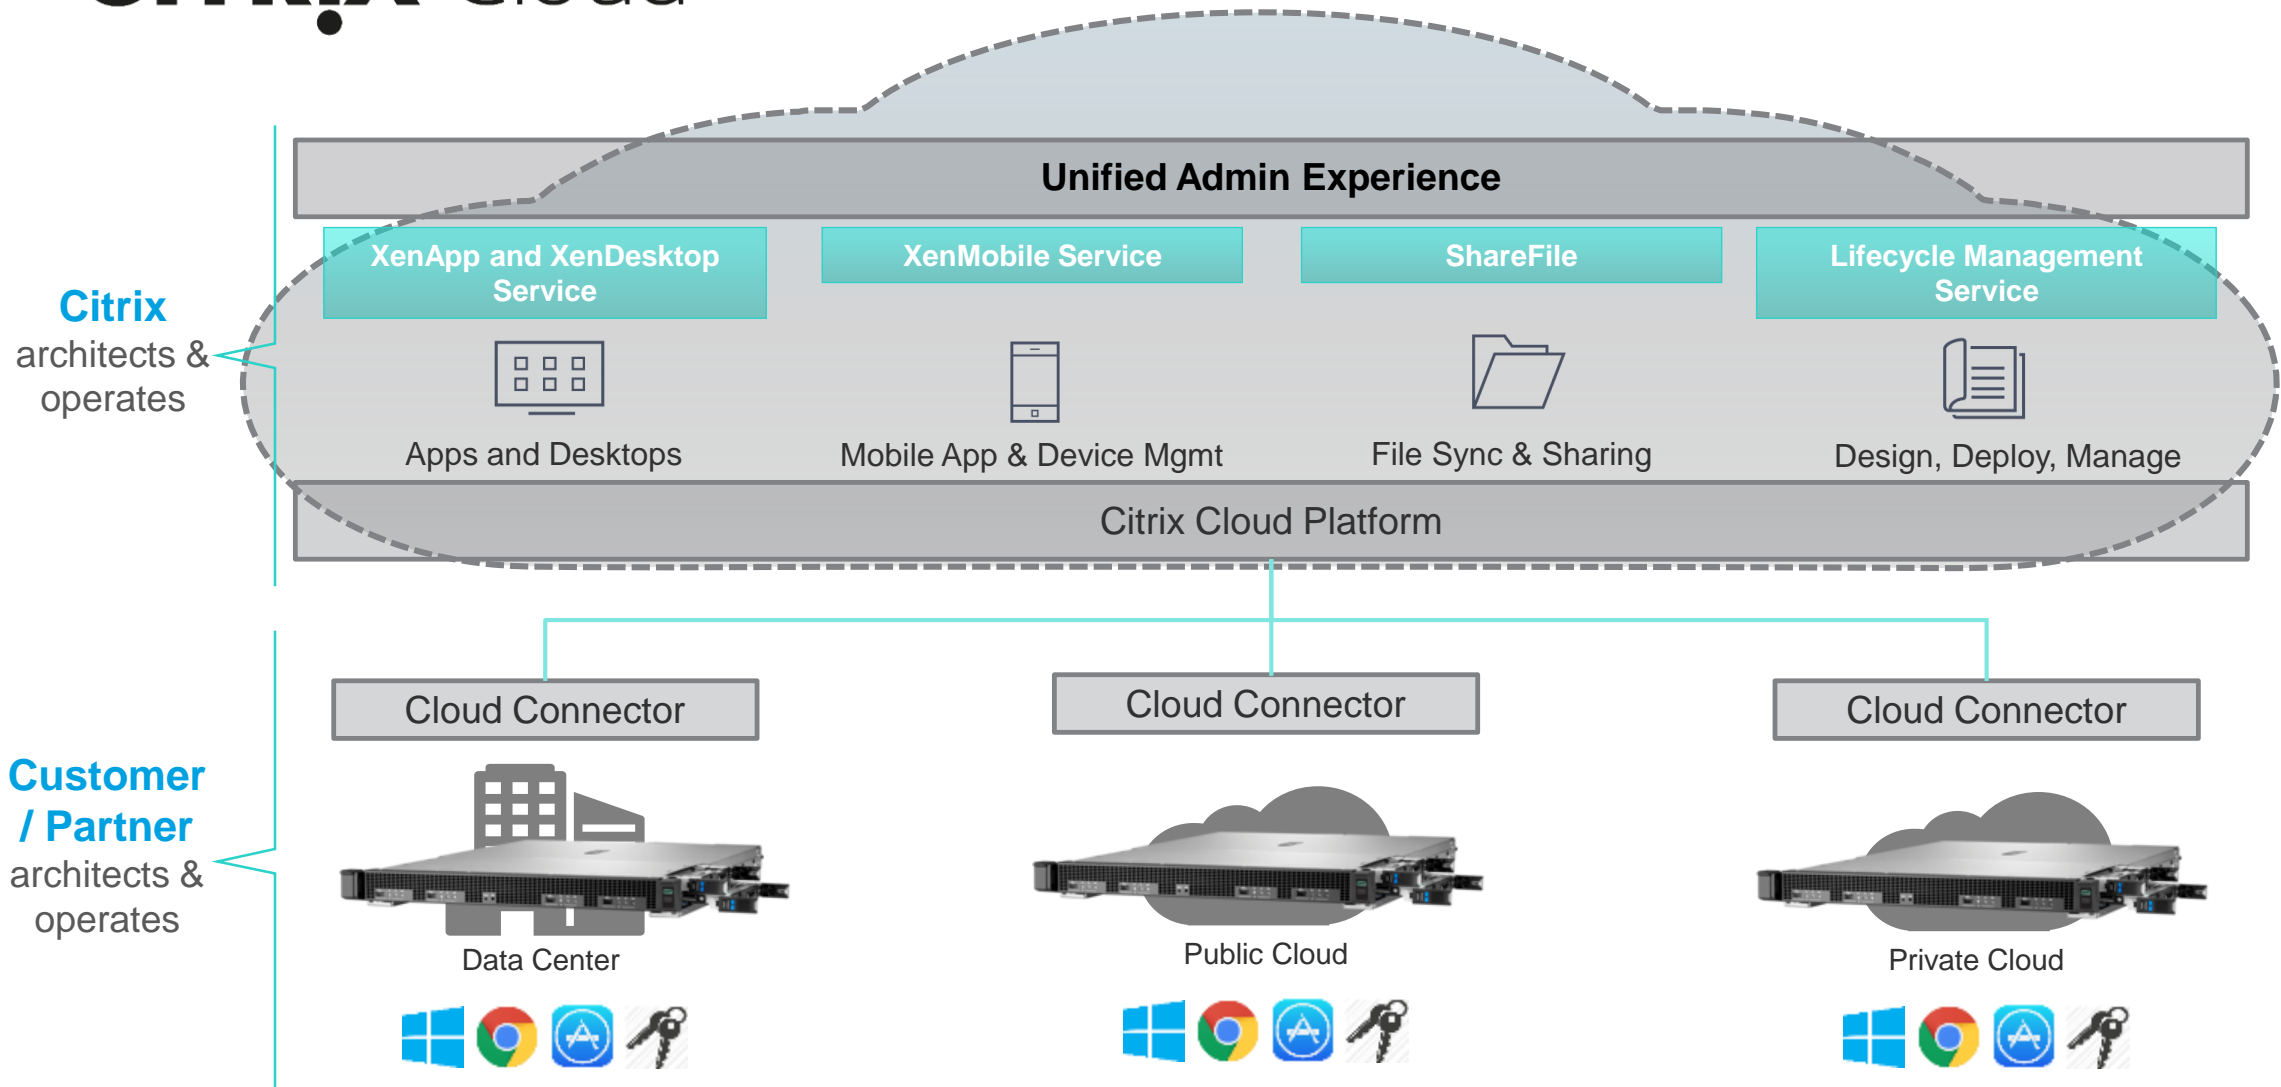 CITRIX Cloud
Unified Admin Experience
XenApp and XenDesktop
Service
XenMobile Service
ShareFile
Lifecycle Management
Service
Citrix
architects &
operates
Apps and Desktops
Mobile App & Device Mgmt
File Sync & Sharing
Design, Deploy, Manage
Citrix Cloud Platform
Cloud Connector
Cloud Connector
Cloud Connector
Customer
/ Partner
architects &
operates
Data Center
Public Cloud
Private Cloud